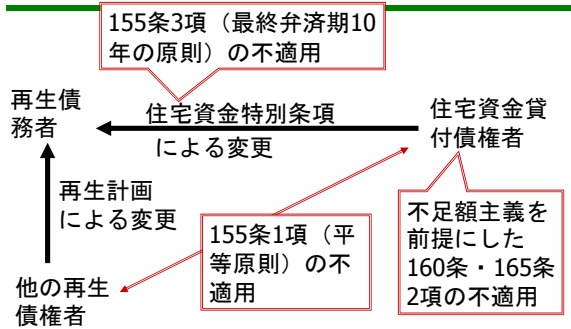 155条3項（最終弁済期10
年の原則）の不適用
再生債
務者
住宅資金特別条項
による変更
住宅資金貸
付債権者
再生計画
による変更
155条1項（平
等原則）の不
適用
不足額主義を
前提にした
160条・165条
2項の不適用
他の再生
債権者